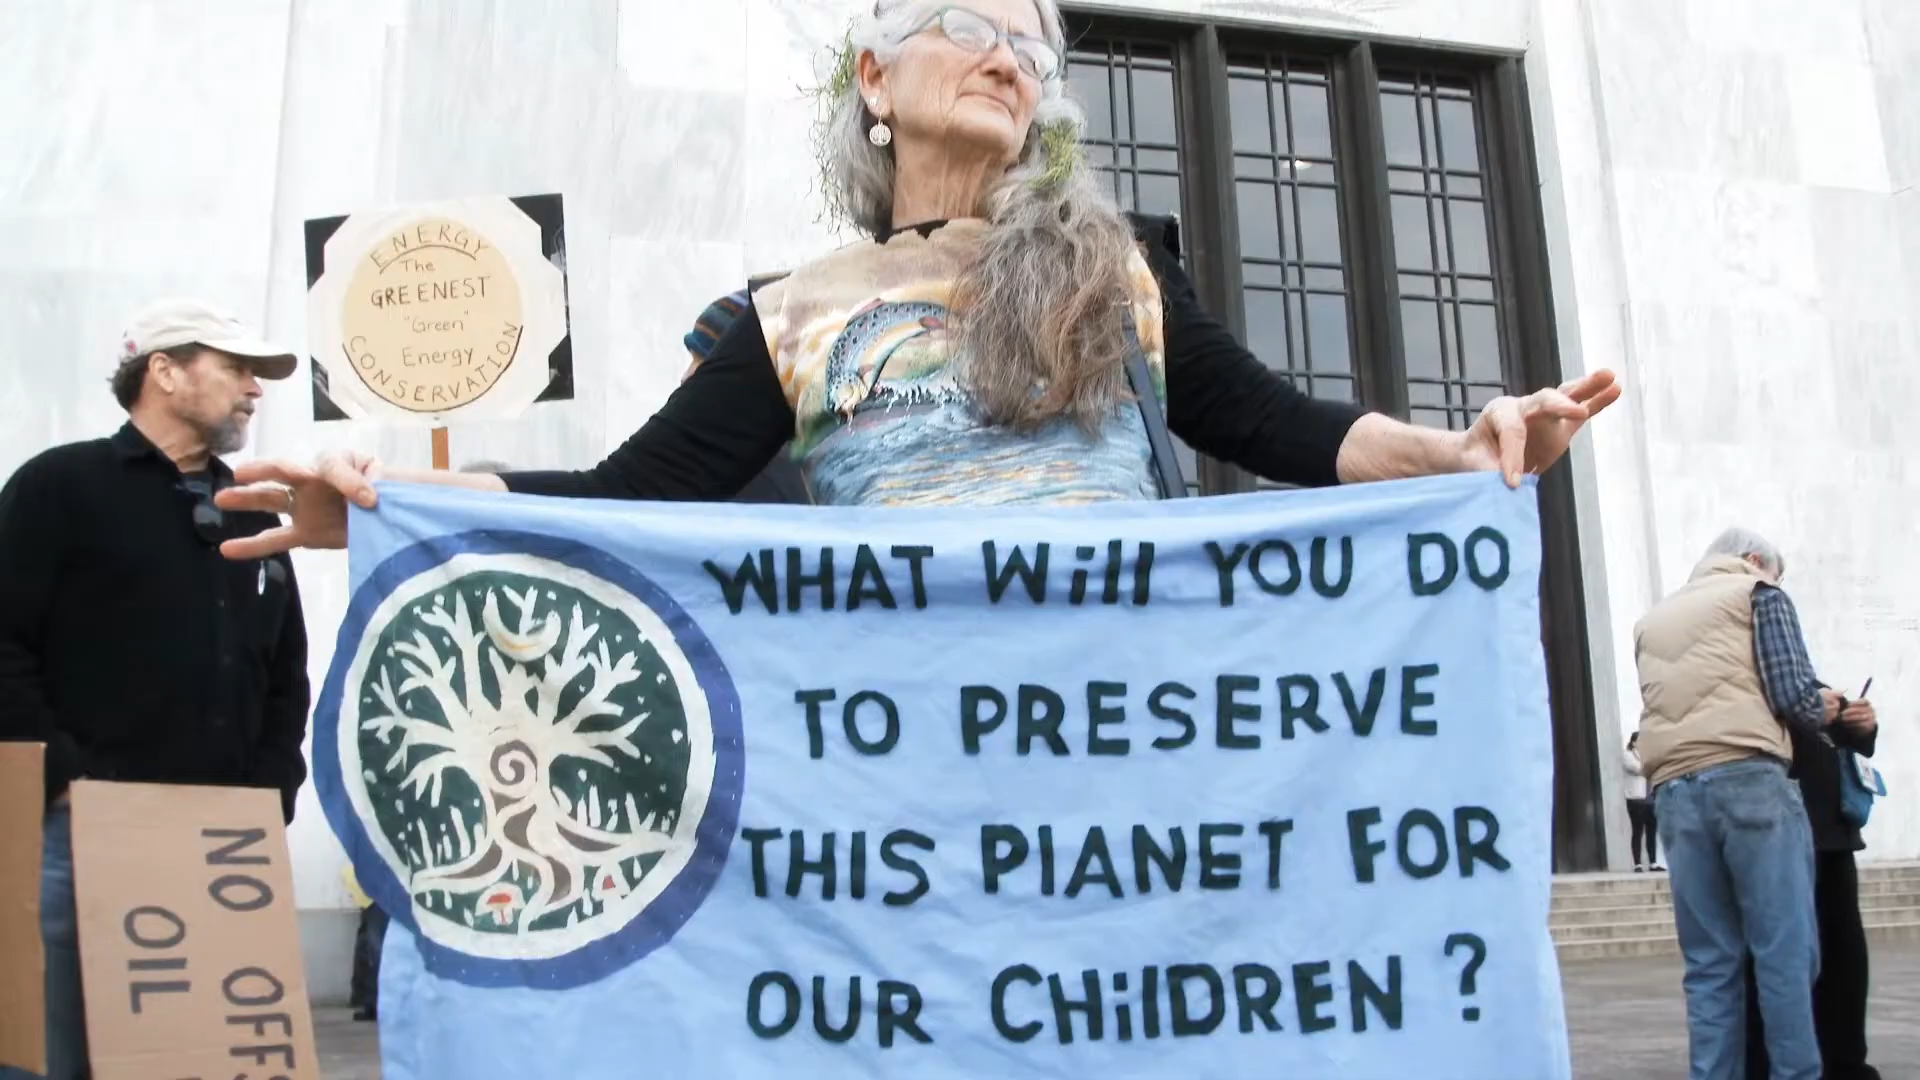 ENERGY
The
GREENEST
"Green"
Energy
CONSERVATION
WHAT Will YOU DO
TO PRESERVE
THIS PlANET FOR
OUR CHilDREN ?
NO OFFS
OIL